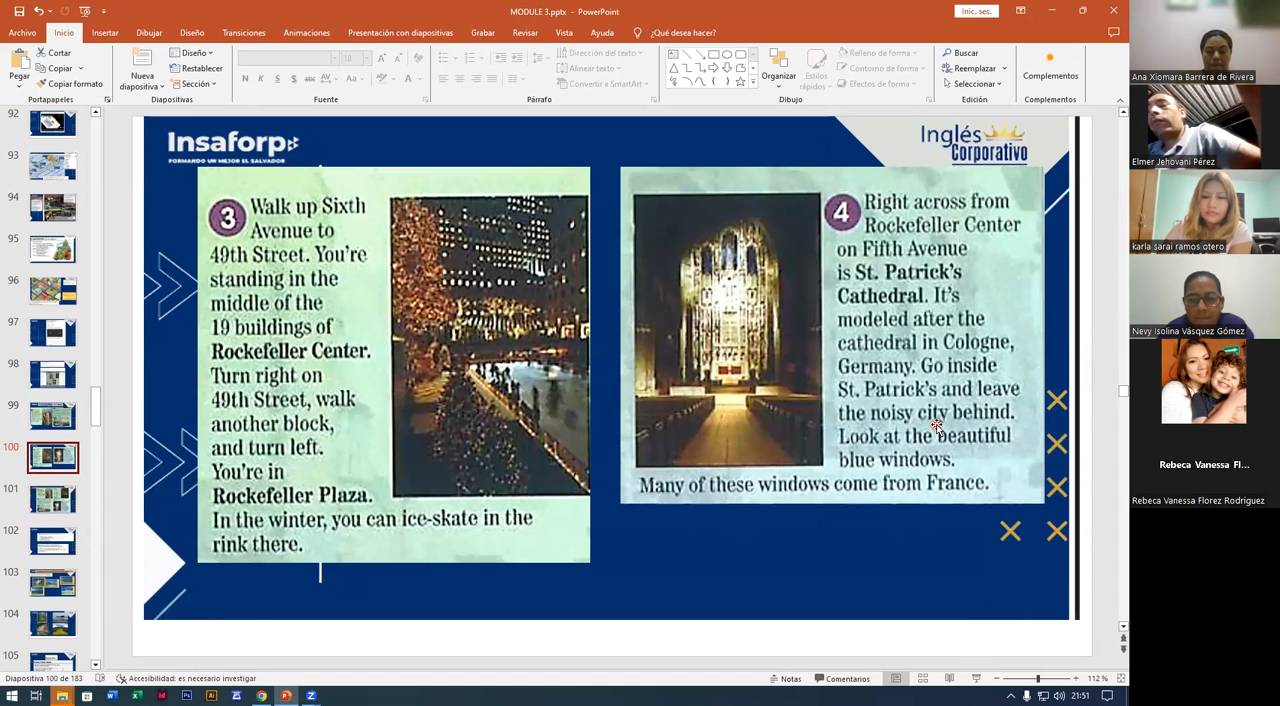 MODULE 3.pptx - PowerPoint
Inic. ses.
Archivo Inicio Insertar Dibujar Diseño Transiciones Animaciones Presentación con diapositivas Grabar Revisar Vista Ayuda ¿Qué desea hacer?
Pegar
Cortar
Copiar
Copiar formato
Portapapeles
Nueva
diapositiva
Diseño
Restablecer
Sección
Diapositivas
18
N K S S abc AV Aa
Fuente
Párrafo
Dirección del texto
Alinear texto
Convertir a SmartArt
Organizar
Estilos
rápidos
Relleno de forma
Contorno de forma
Efectos de forma
Dibujo
Buscar
Reemplazar
Seleccionar
Edición
Complementos
Complementos
92
93
94
95
96
97
98
99
100
101
102
103
104
105
Insaforp
FORMANDO UN MEJOR EL SALVADOR
Inglés
Corporativo
3 Walk up Sixth
Avenue to
49th Street. You're
standing in the
middle of the
19 buildings of
Rockefeller Center.
Turn right on
49th Street, walk
another block,
and turn left.
You're in
Rockefeller Plaza.
In the winter, you can ice-skate in the
rink there.
4 Right across from
Rockefeller Center
on Fifth Avenue
is St. Patrick's
Cathedral. It's
modeled after the
cathedral in Cologne,
Germany. Go inside
St. Patrick's and leave
the noisy city behind.
Look at the beautiful
blue windows.
Many of these windows come from France.
Ana Xiomara Barrera de Rivera
Elmer Jehovani Pérez
karla sarai ramos otero
Nevy Isolina Vásquez Gómez
Rebeca Vanessa Fl...
Rebeca Vanessa Florez Rodriguez
Diapositiva 100 de 183
Accesibilidad: es necesario investigar
Notas
Comentarios
112 %
21:51